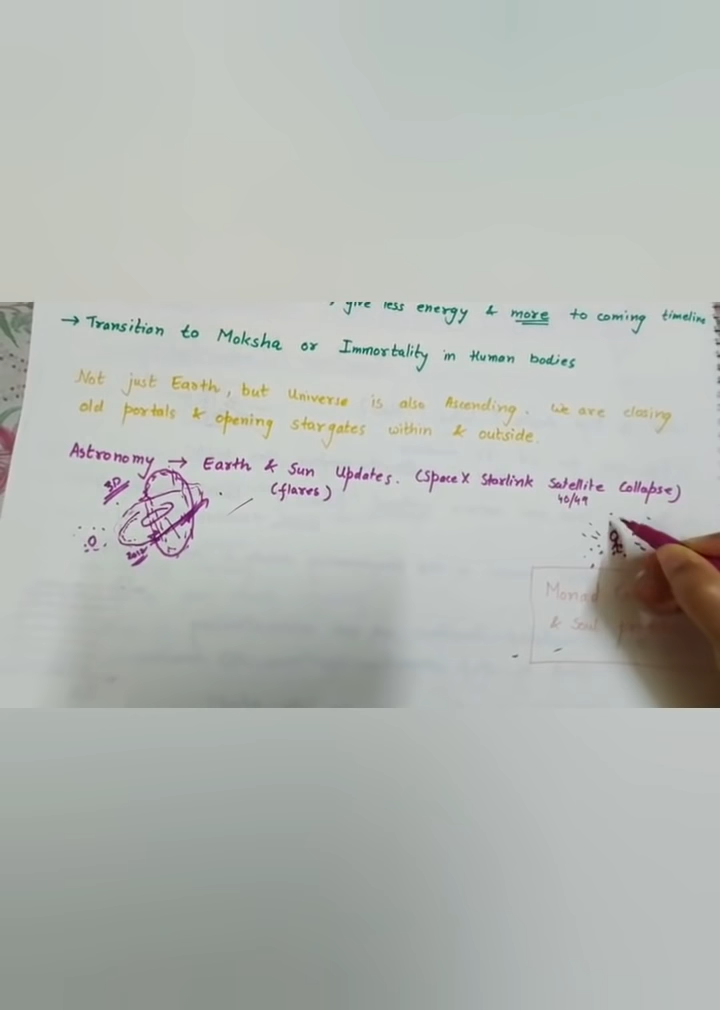 give less energy & more to coming timeline
→ Transition to Moksha or Immortality in Human bodies
Not just Earth, but Universe is also Ascending. We are closing
old portals & opening stargates within & outside.
Astronomy → Earth & Sun Updates. (SpaceX Starlink Satellite Collapse)
(flares)
40/49
3D
2012
Monad
& Soul